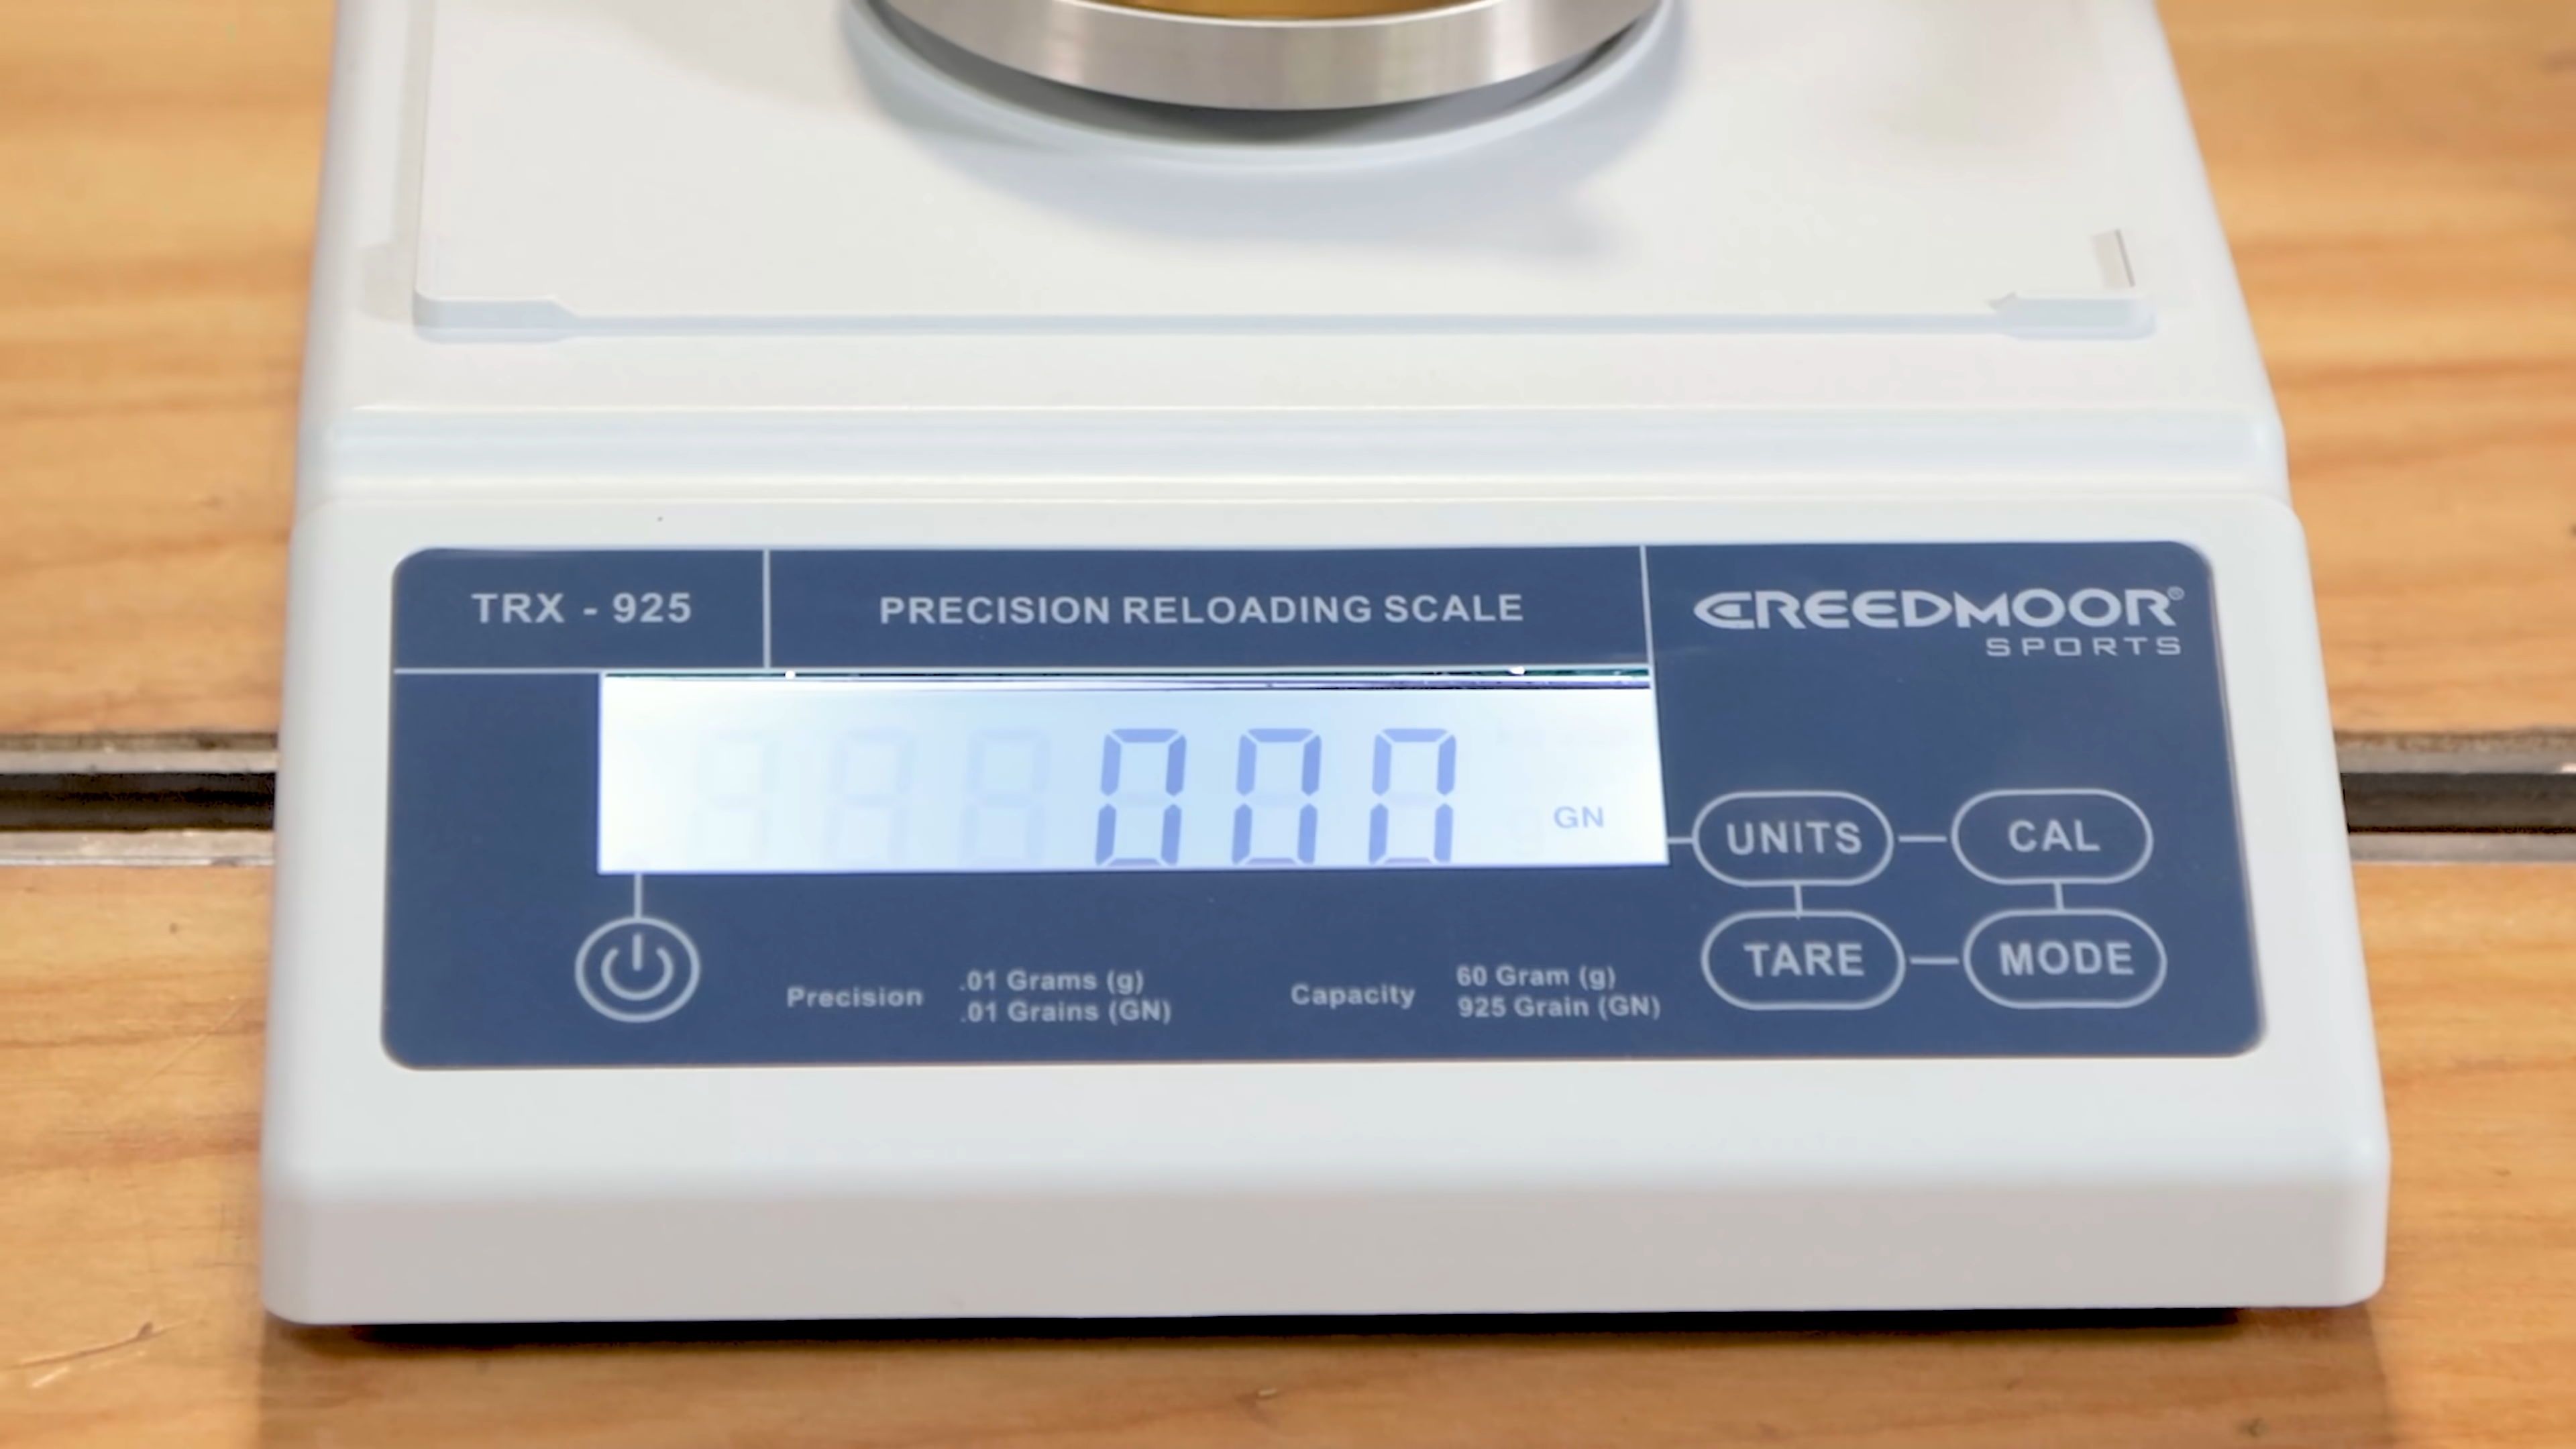 TRX - 925
PRECISION RELOADING SCALE
CREEDMOOR®
SPORTS
000
GN
UNITS
CAL
TARE
MODE
Precision
.01 Grams (g)
.01 Grains (GN)
Capacity
60 Gram (g)
925 Grain (GN)